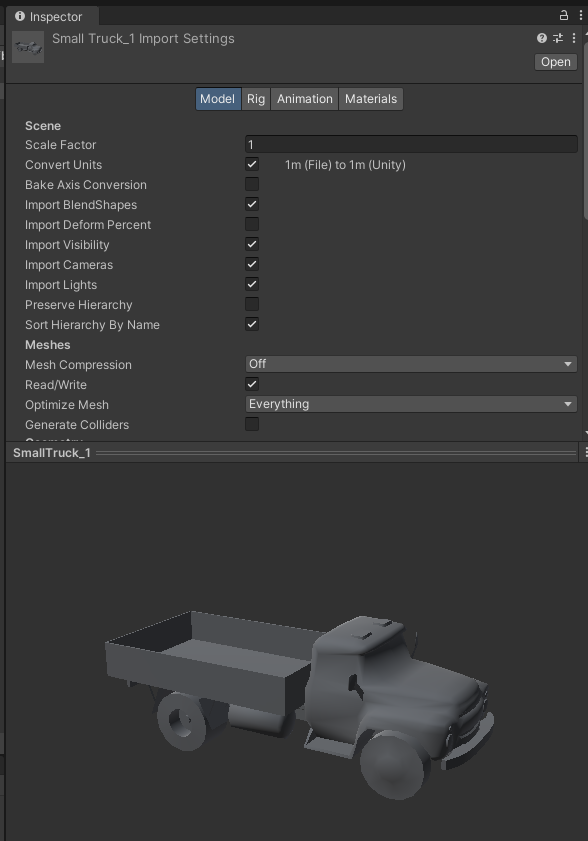 Inspector
Small Truck_1 Import Settings
Open
Model Rig Animation Materials
Scene
Scale Factor 1
Convert Units 1m (File) to 1m (Unity)
Bake Axis Conversion
Import BlendShapes
Import Deform Percent
Import Visibility
Import Cameras
Import Lights
Preserve Hierarchy
Sort Hierarchy By Name
Meshes
Mesh Compression Off
Read/Write
Optimize Mesh Everything
Generate Colliders
SmallTruck_1